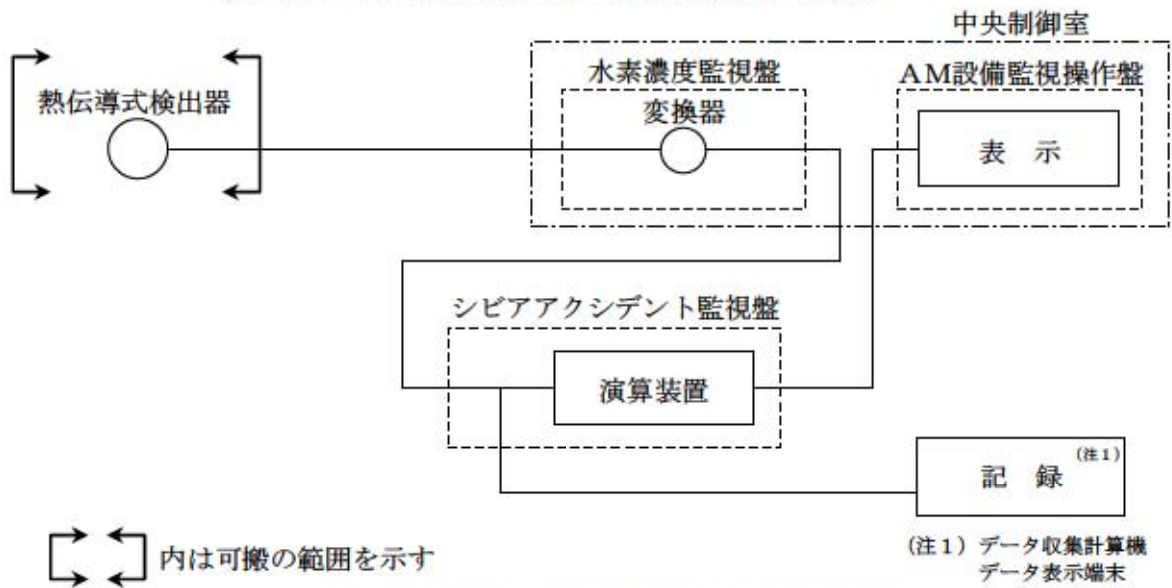 中央制御室
水素濃度監視盤
AM設備監視操作盤
熱伝導式検出器
変換器
表 示
シビアアクシデント監視盤
演算装置
記 録 (注1)
内は可搬の範囲を示す
(注1) データ収集計算機
データ表示端末